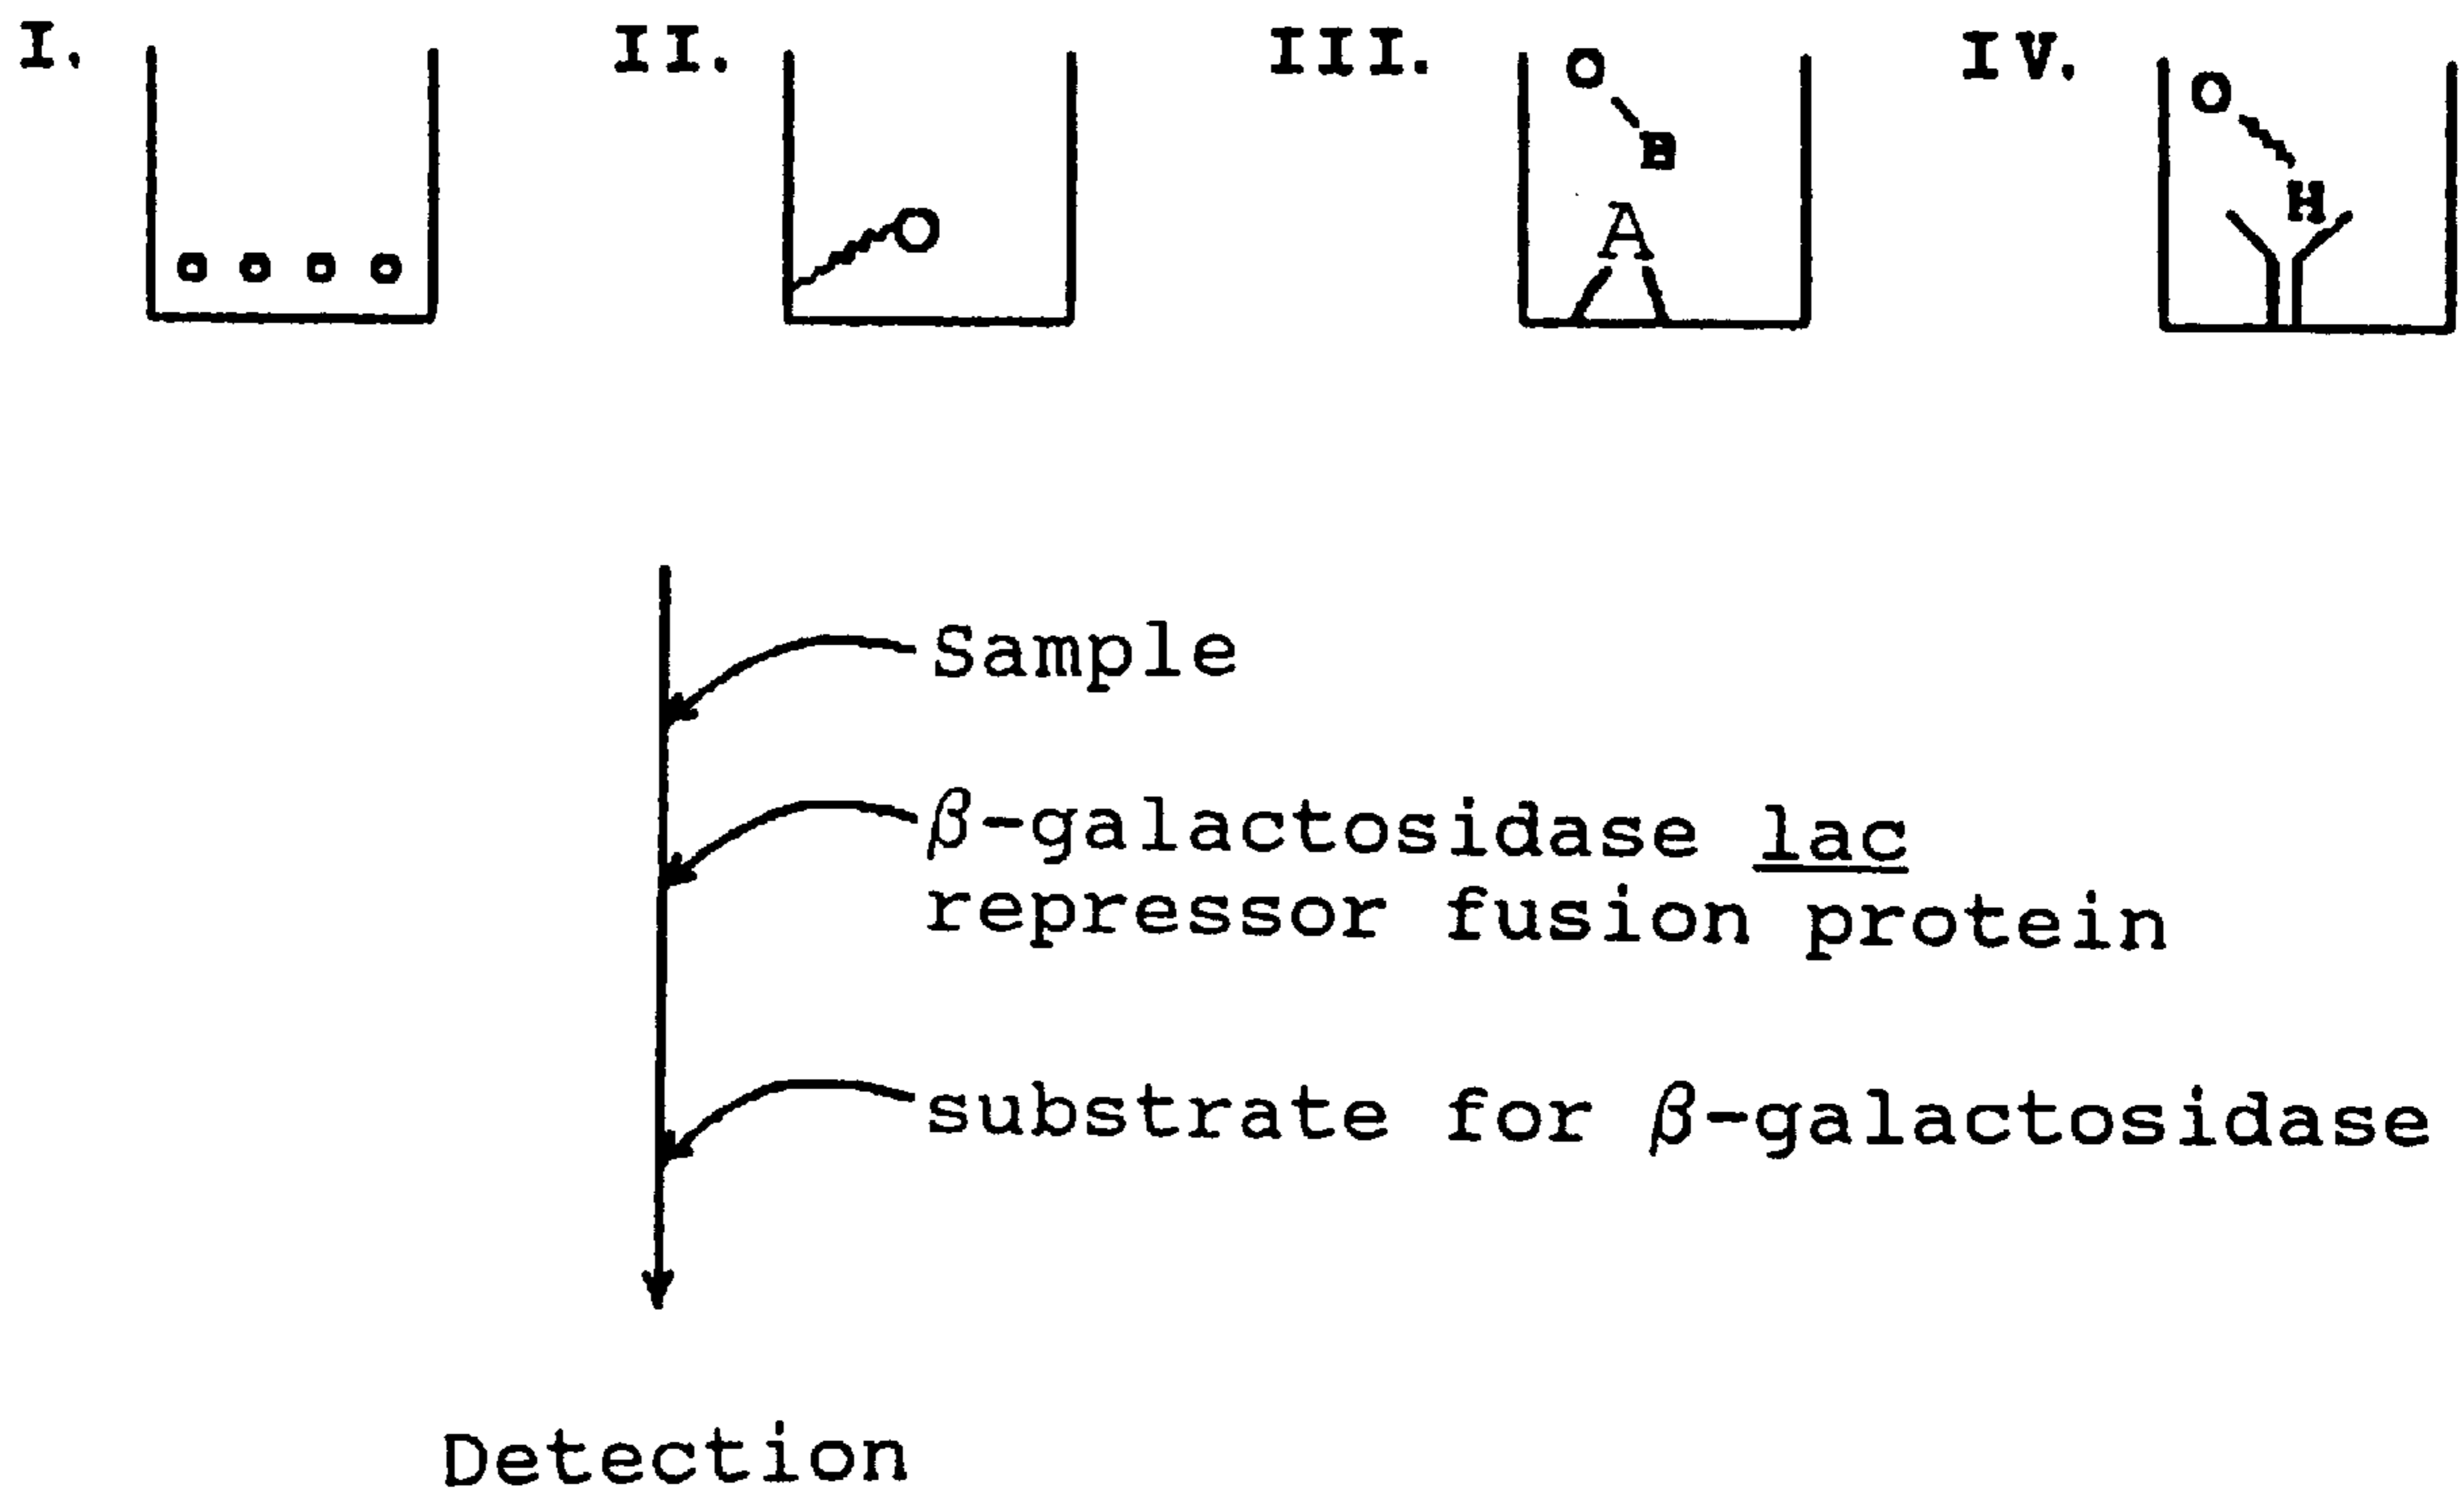 I. II. III. IV.
O
B
A
O
H
Sample
β-galactosidase lac
repressor fusion protein
substrate for β-galactosidase
Detection